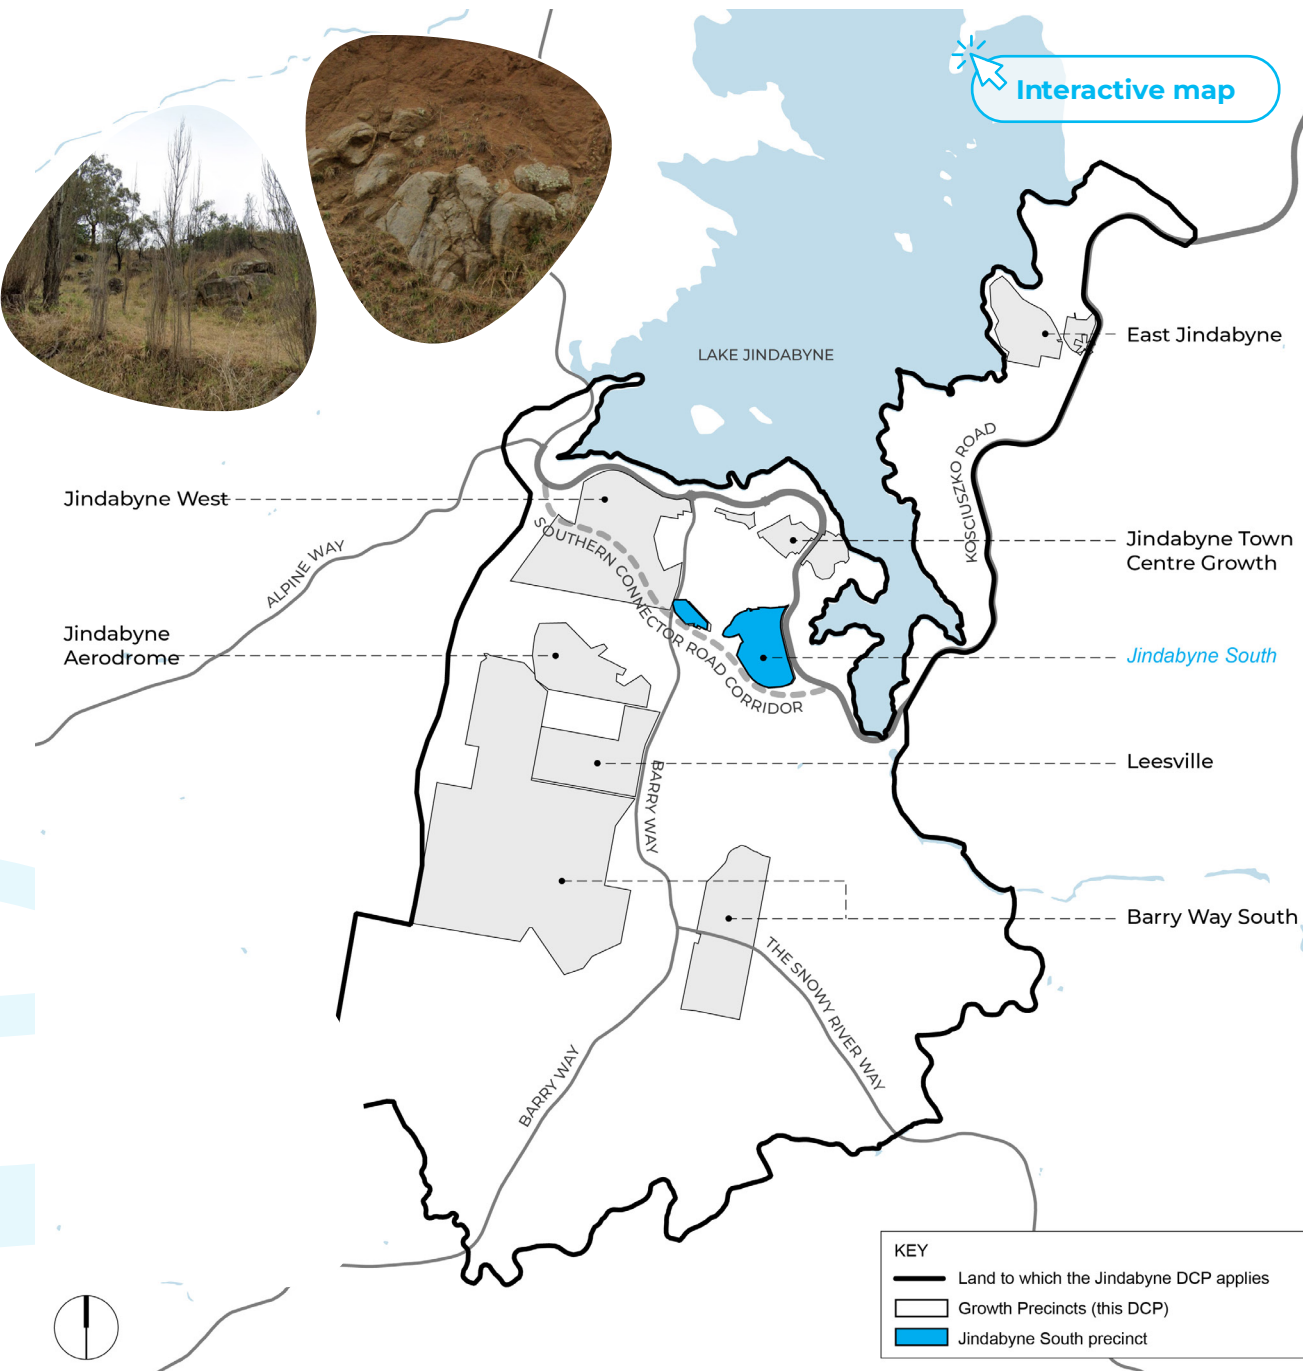 Interactive map
LAKE JINDABYNE
East Jindabyne
KOSCIUSZKO ROAD
Jindabyne West
SOUTHERN CONNECTOR ROAD CORRIDOR
ALPINE WAY
Jindabyne Town
Centre Growth
Jindabyne
Aerodrome
Jindabyne South
Leesville
BARRY WAY
Barry Way South
THE SNOWY RIVER WAY
BARRY WAY
KEY
Land to which the Jindabyne DCP applies
Growth Precincts (this DCP)
Jindabyne South precinct